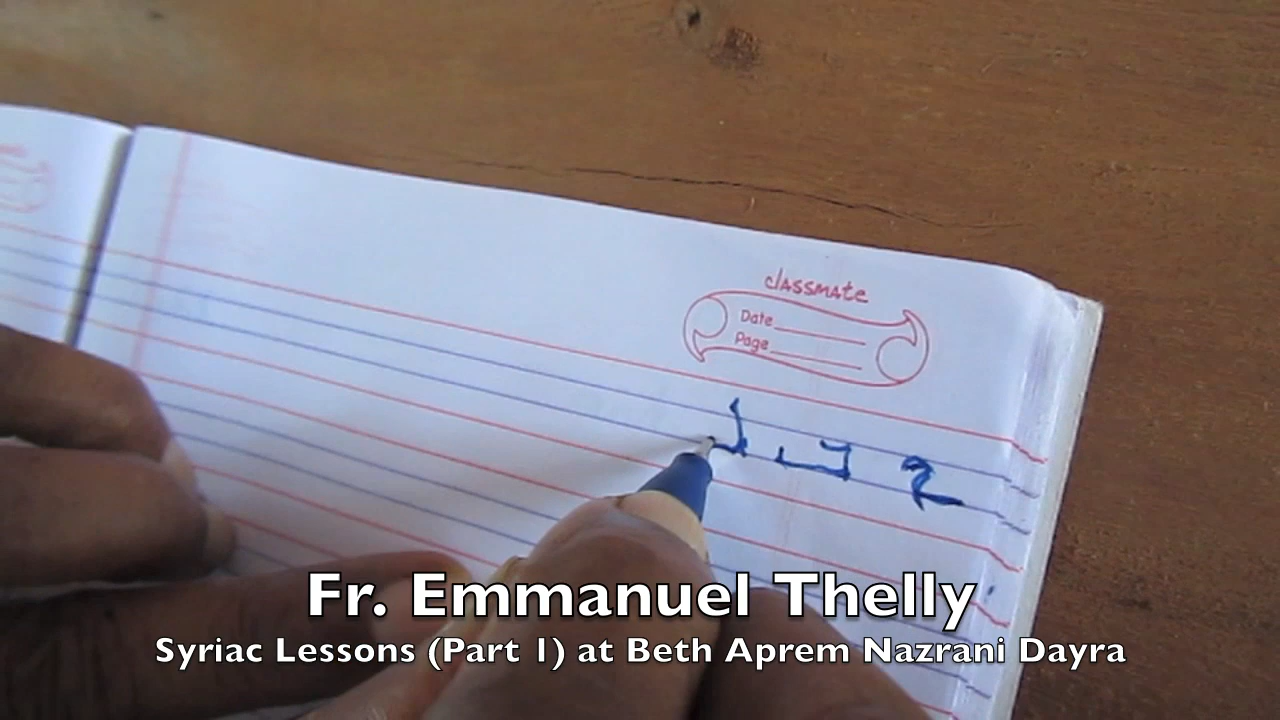 classmate
Date
Page
ܐ ܒ ܓ
Fr. Emmanuel Thelly
Syriac Lessons (Part 1) at Beth Aprem Nazrani Dayra